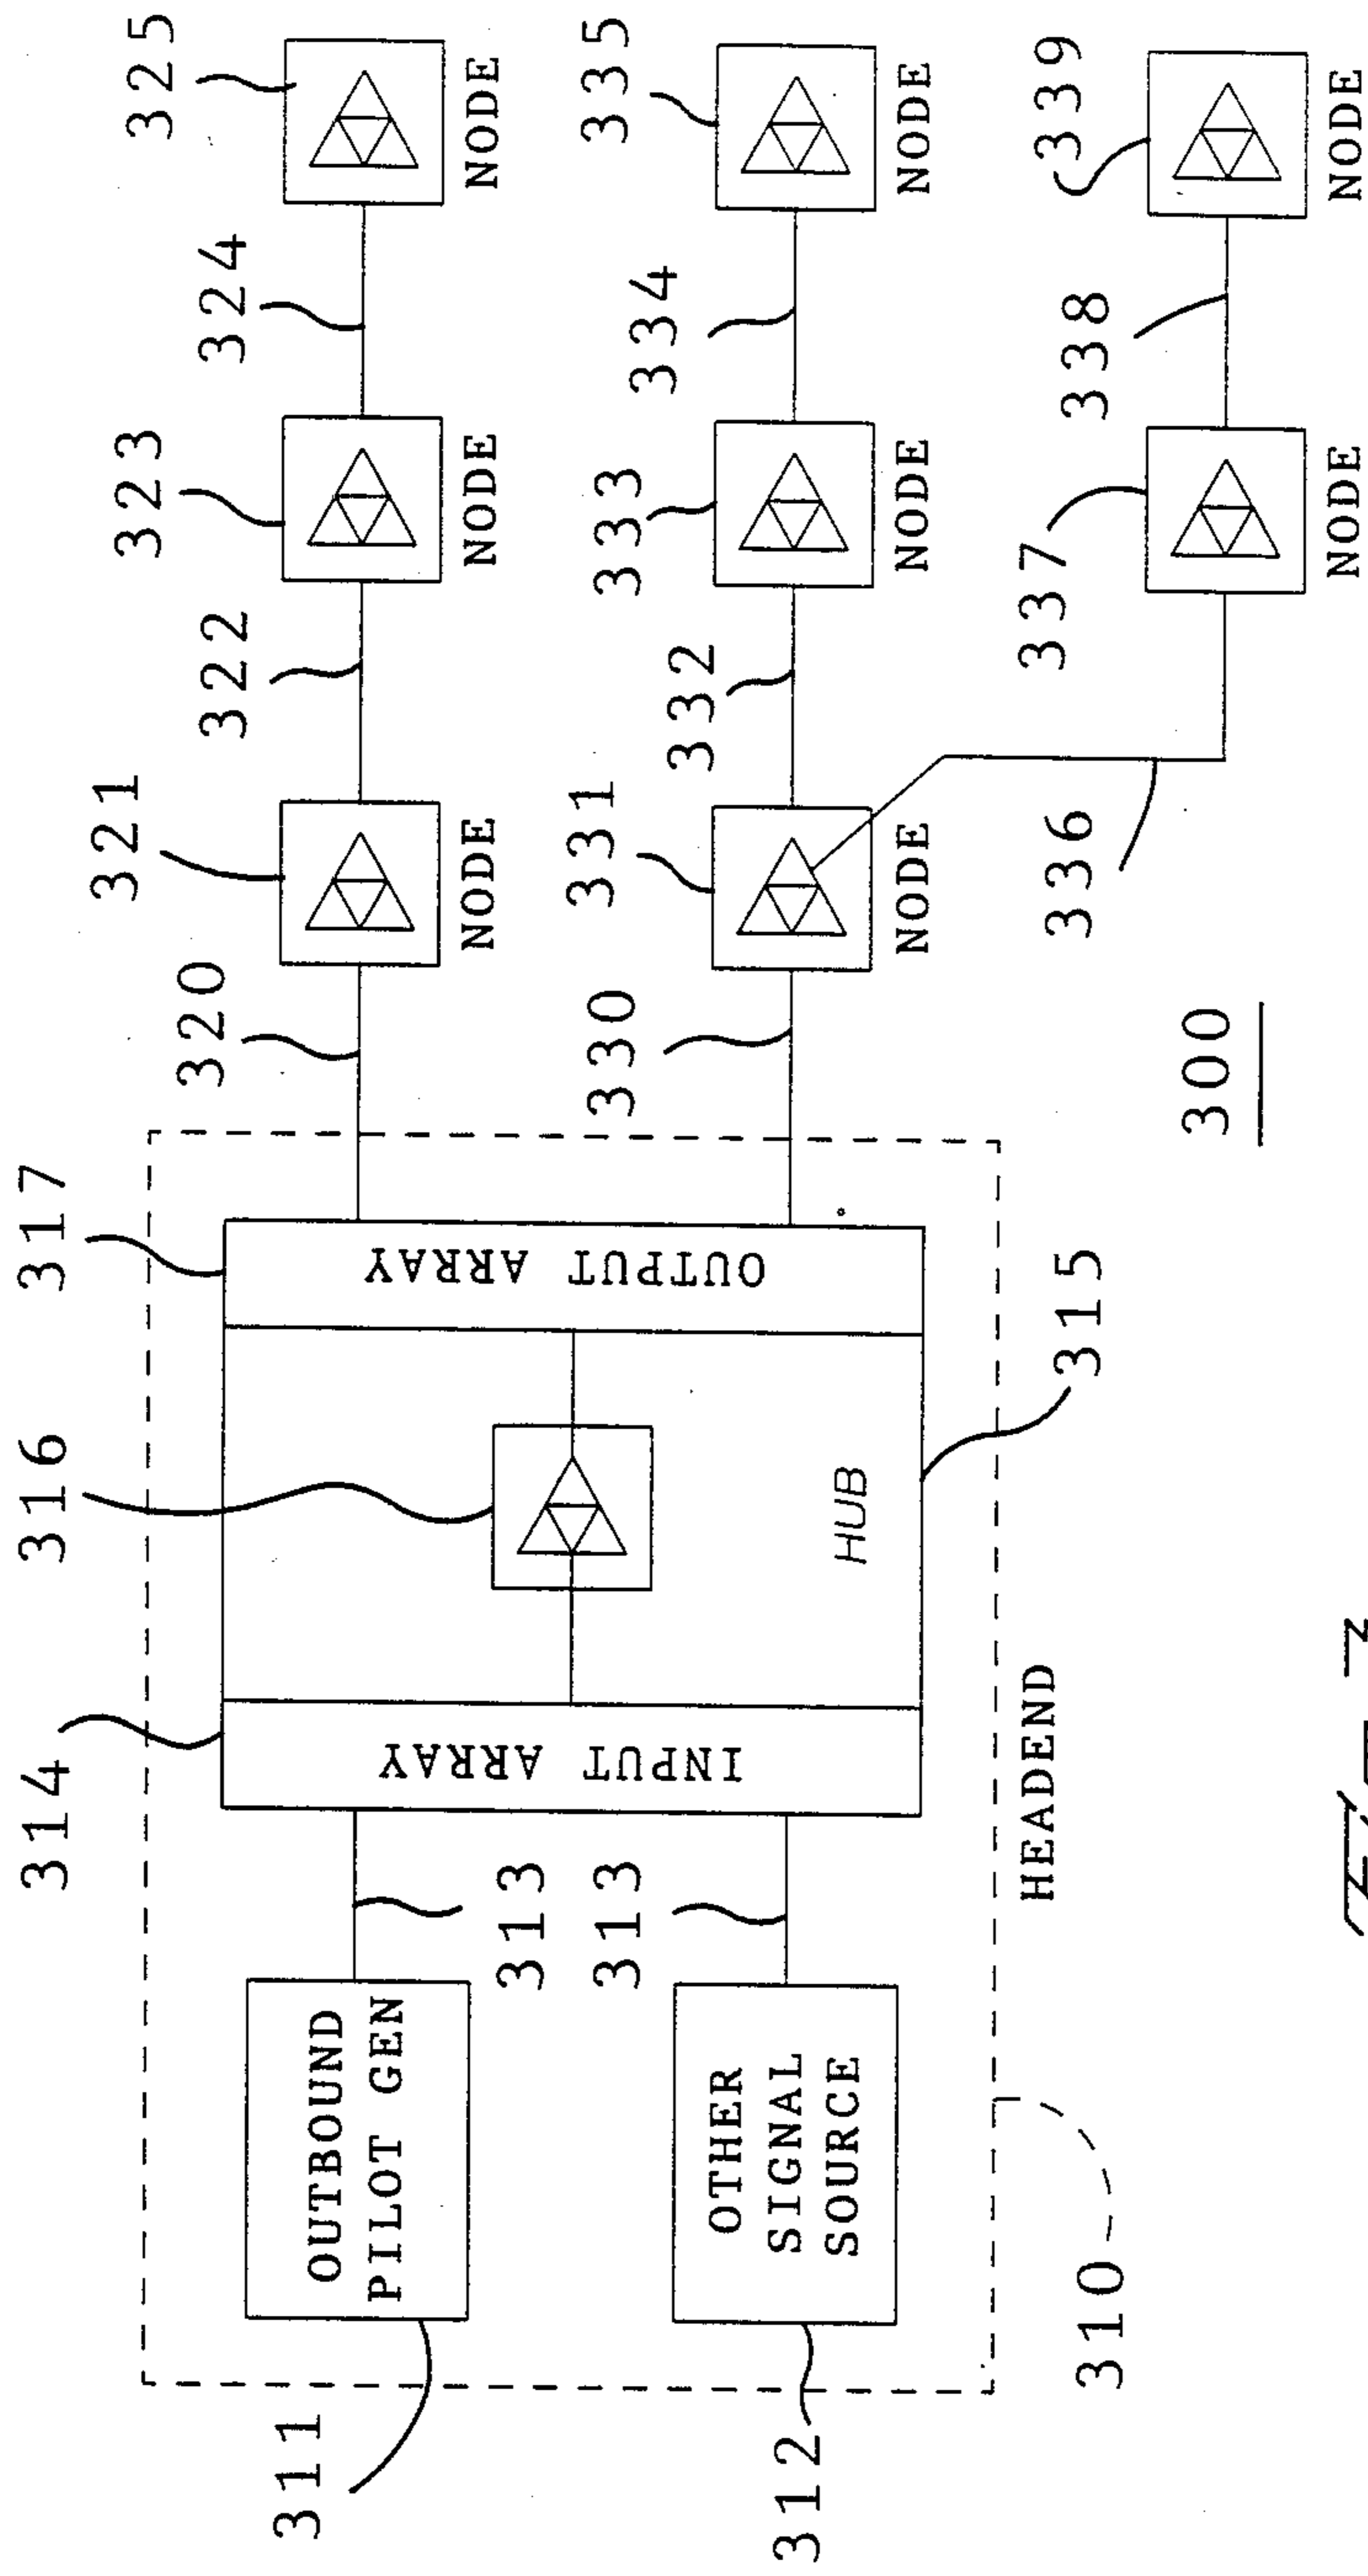 317
316
314
325
323
321
324
322
320
NODE
NODE
NODE
OUTPUT ARRAY
INPUT ARRAY
HUB
313
313
311
OUTBOUND
PILOT GEN
335
333
331
334
332
330
NODE
NODE
NODE
OTHER
SIGNAL
SOURCE
312
HEADEND
315
310
339
338
337
336
NODE
NODE
300